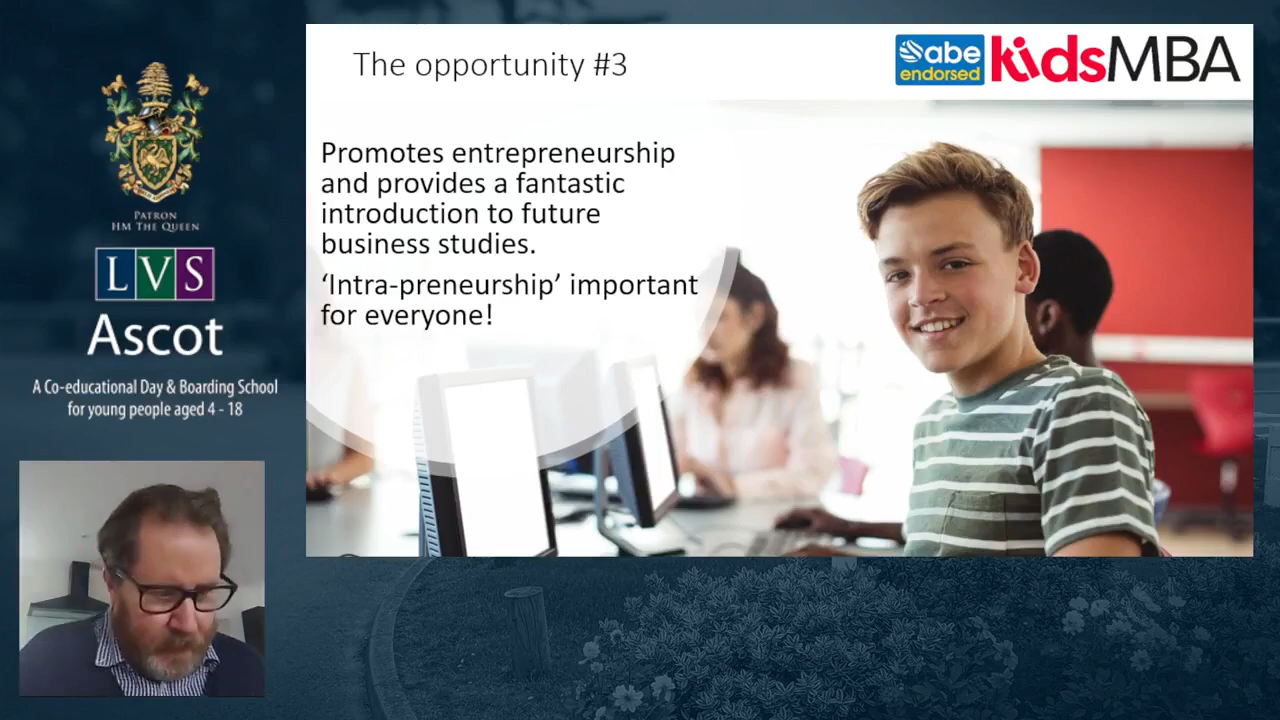 PATRON
HM THE QUEEN
LVS
Ascot
A Co-educational Day & Boarding School
for young people aged 4 - 18
The opportunity #3
abe
endorsed
kidsMBA
Promotes entrepreneurship
and provides a fantastic
introduction to future
business studies.
‘Intra-preneurship’ important
for everyone!